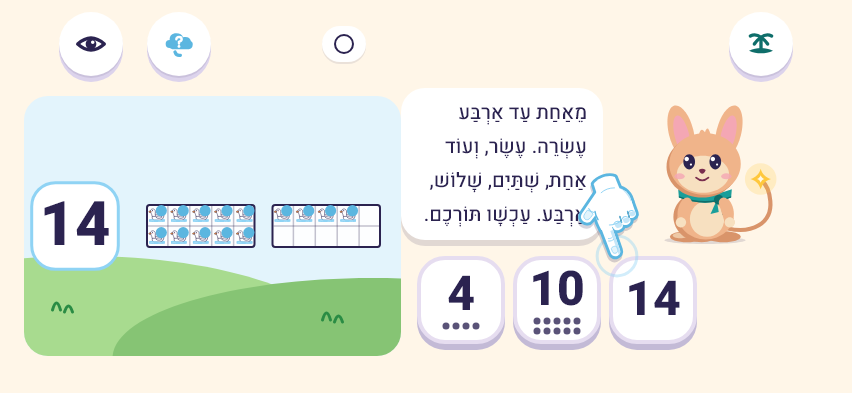 ?
מֵאַחַת עַד אַרְבַּע
עֶשְׂרֵה. עֶשֶׂר, וְעוֹד
אַחַת, שְׁתַּיִם, שָׁלוֹשׁ,
אַרְבַּע. עַכְשָׁו תּוֹרְכֶם.
14
4
10
14